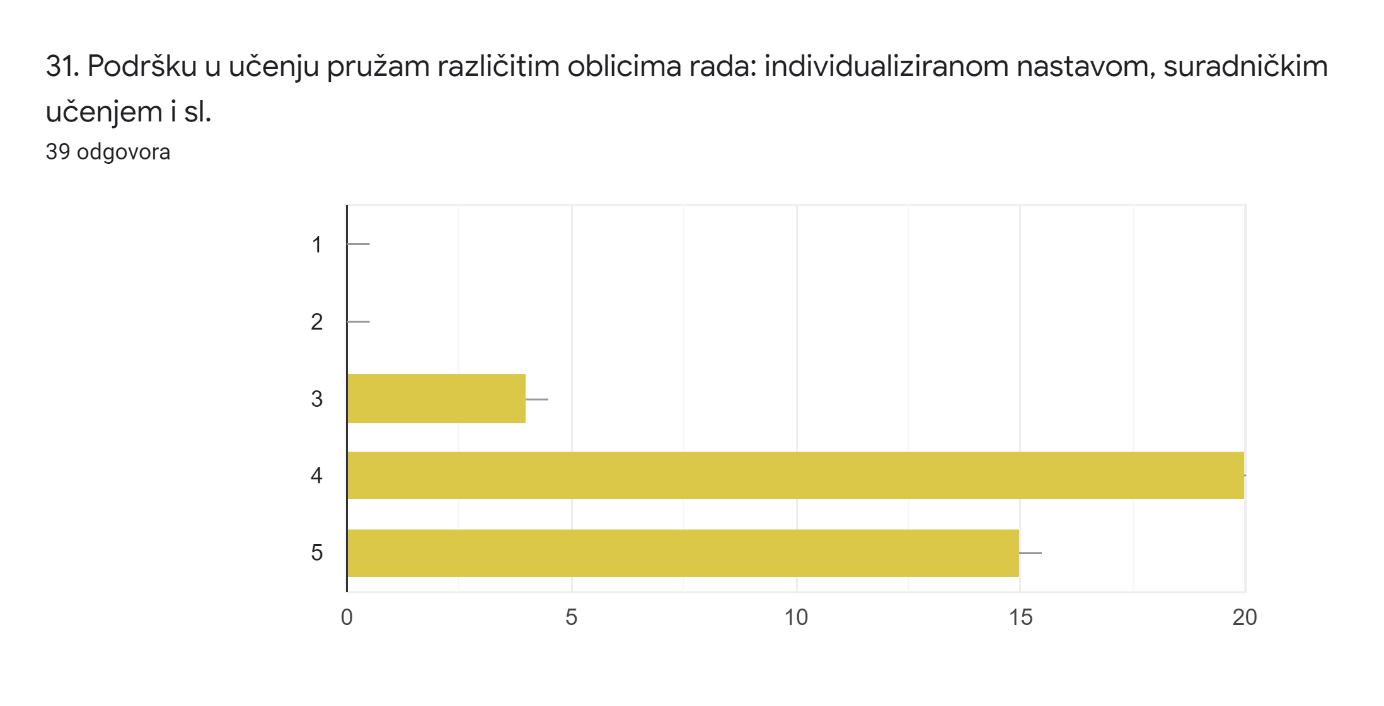 31. Podršku u učenju pružam različitim oblicima rada: individualiziranom nastavom, suradničkim
učenjem i sl.
39 odgovora
1
2
3
4
5
0 5 10 15 20